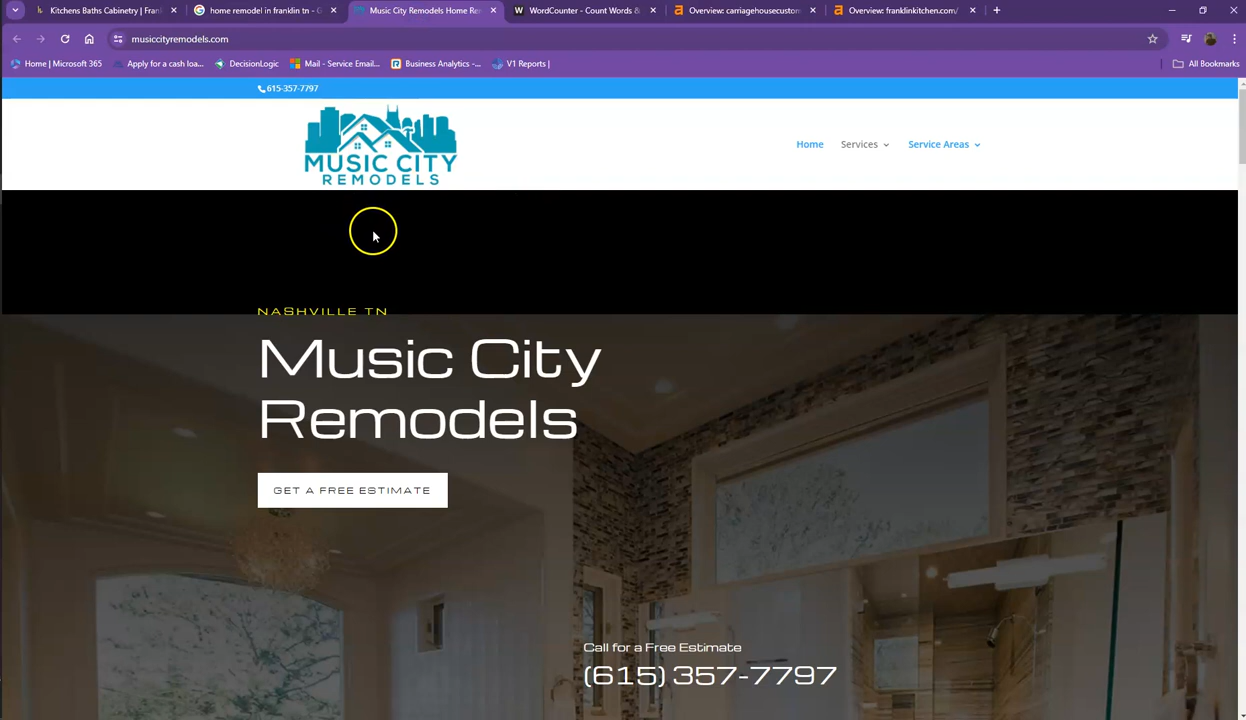 Kitchens Baths Cabinetry | Fran
home remodel in franklin tn - G
Music City Remodels Home Re
WordCounter - Count Words &
Overview: carriagehousecustom
Overview: franklinkitchen.com/
musiccityremodels.com
Home | Microsoft 365
Apply for a cash loa...
DecisionLogic
Mail - Service Email...
Business Analytics -...
V1 Reports |
All Bookmarks
615-357-7797
MUSIC CITY
REMODELS
Home
Services
Service Areas
NASHVILLE TN
Music City
Remodels
GET A FREE ESTIMATE
Call for a Free Estimate
(615) 357-7797